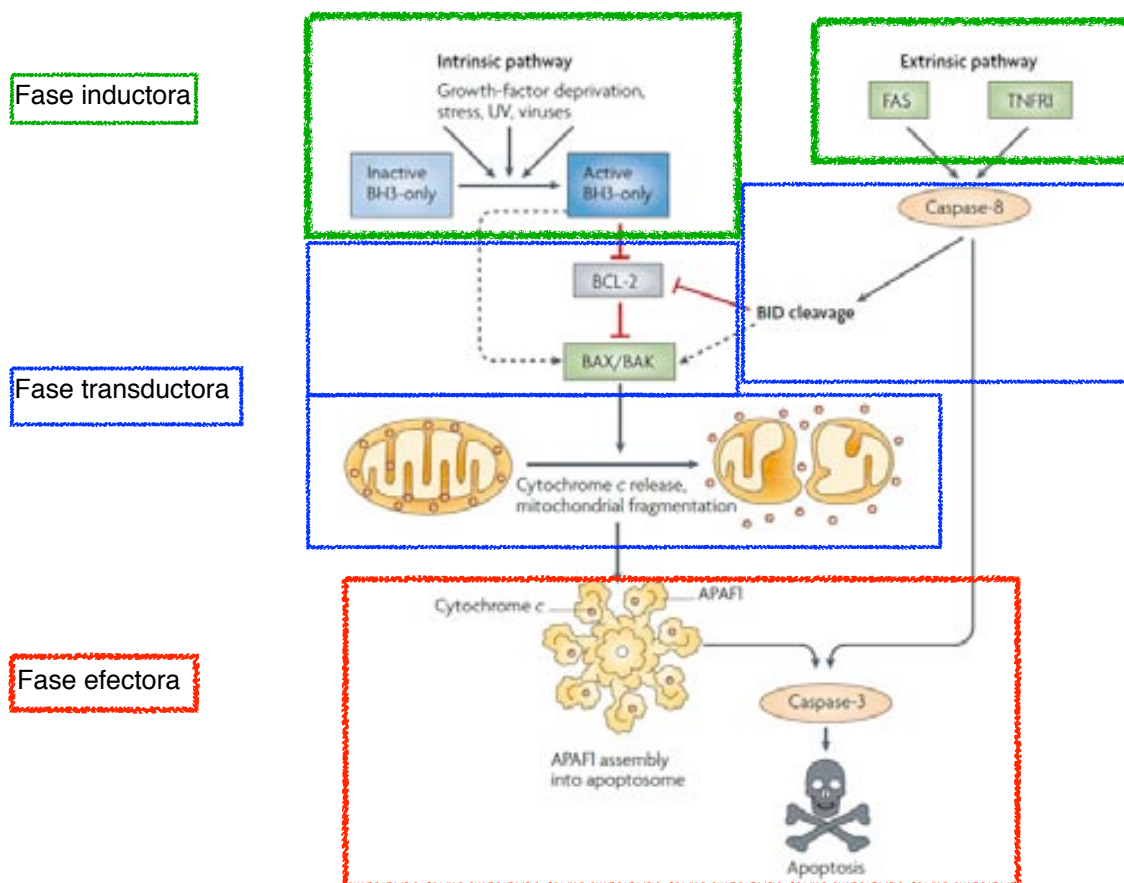 Fase inductora
Intrinsic pathway
Growth-factor deprivation,
stress, UV, viruses
Inactive
BH3-only
Active
BH3-only
Extrinsic pathway
FAS
TNFR1
Caspase-8
BCL-2
BID cleavage
BAX/BAK
Fase transductora
Cytochrome c release,
mitochondrial fragmentation
Cytochrome c
APAF1
Fase efectora
Caspase-3
APAF1 assembly
into apoptosome
Apoptosis